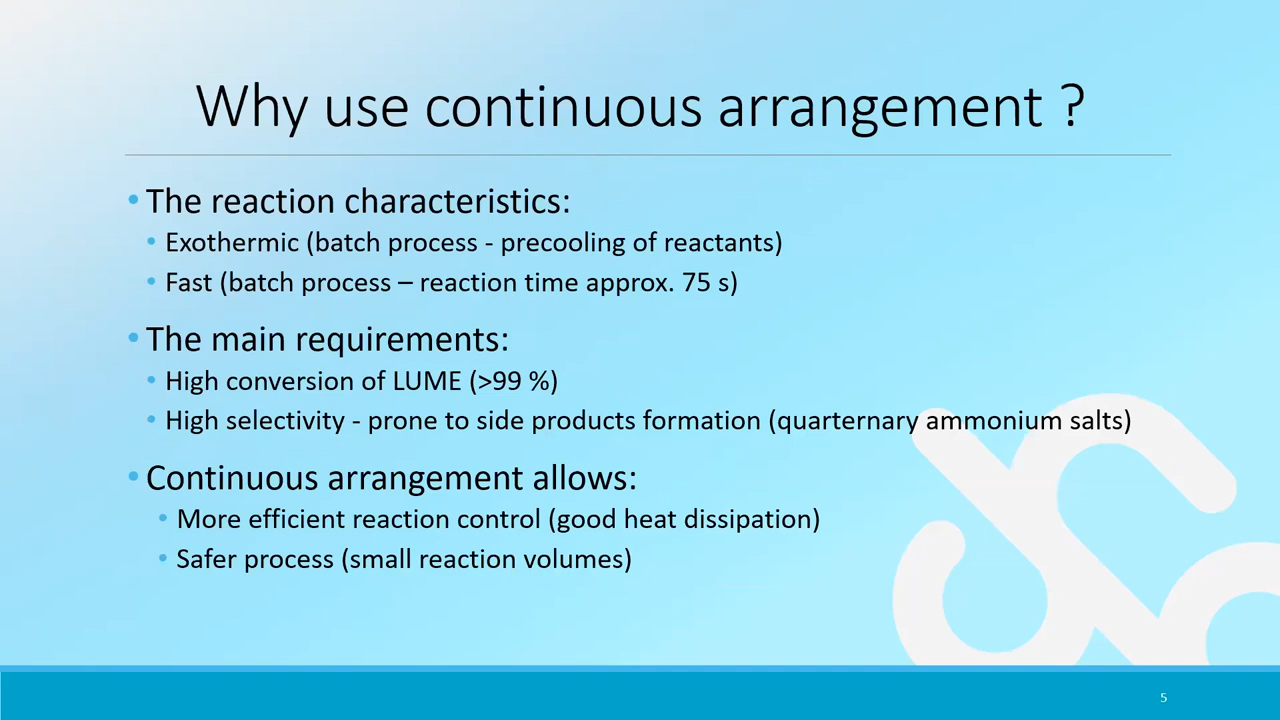 Why use continuous arrangement ?
• The reaction characteristics:
• Exothermic (batch process - precooling of reactants)
• Fast (batch process – reaction time approx. 75 s)
• The main requirements:
• High conversion of LUME (>99 %)
• High selectivity - prone to side products formation (quarternary ammonium salts)
• Continuous arrangement allows:
• More efficient reaction control (good heat dissipation)
• Safer process (small reaction volumes)
5